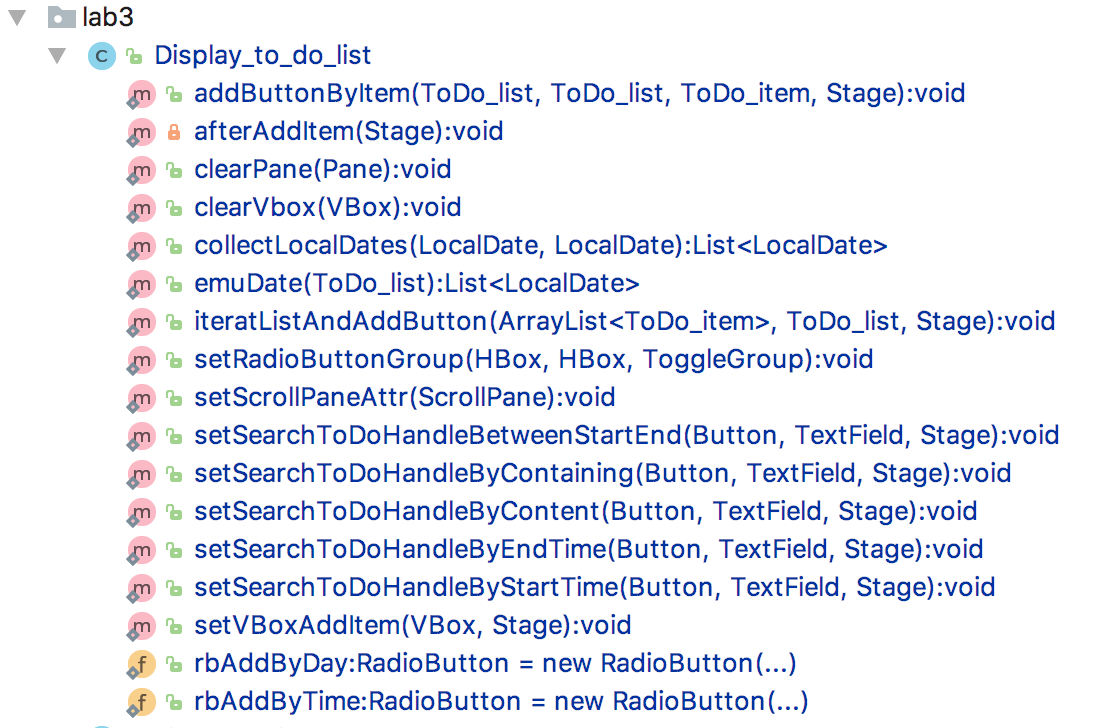 lab3
C Display_to_do_list
m addButtonByItem(ToDo_list, ToDo_list, ToDo_item, Stage):void
m afterAddItem(Stage):void
m clearPane(Pane):void
m clearVbox(VBox):void
m collectLocalDates(LocalDate, LocalDate):List<LocalDate>
m emuDate(ToDo_list):List<LocalDate>
m iteratListAndAddButton(ArrayList<ToDo_item>, ToDo_list, Stage):void
m setRadioButtonGroup(HBox, HBox, ToggleGroup):void
m setScrollPaneAttr(ScrollPane):void
m setSearchToDoHandleBetweenStartEnd(Button, TextField, Stage):void
m setSearchToDoHandleByContaining(Button, TextField, Stage):void
m setSearchToDoHandleByContent(Button, TextField, Stage):void
m setSearchToDoHandleByEndTime(Button, TextField, Stage):void
m setSearchToDoHandleByStartTime(Button, TextField, Stage):void
m setVBoxAddItem(VBox, Stage):void
f rbAddByDay:RadioButton = new RadioButton(...)
f rbAddByTime:RadioButton = new RadioButton(...)